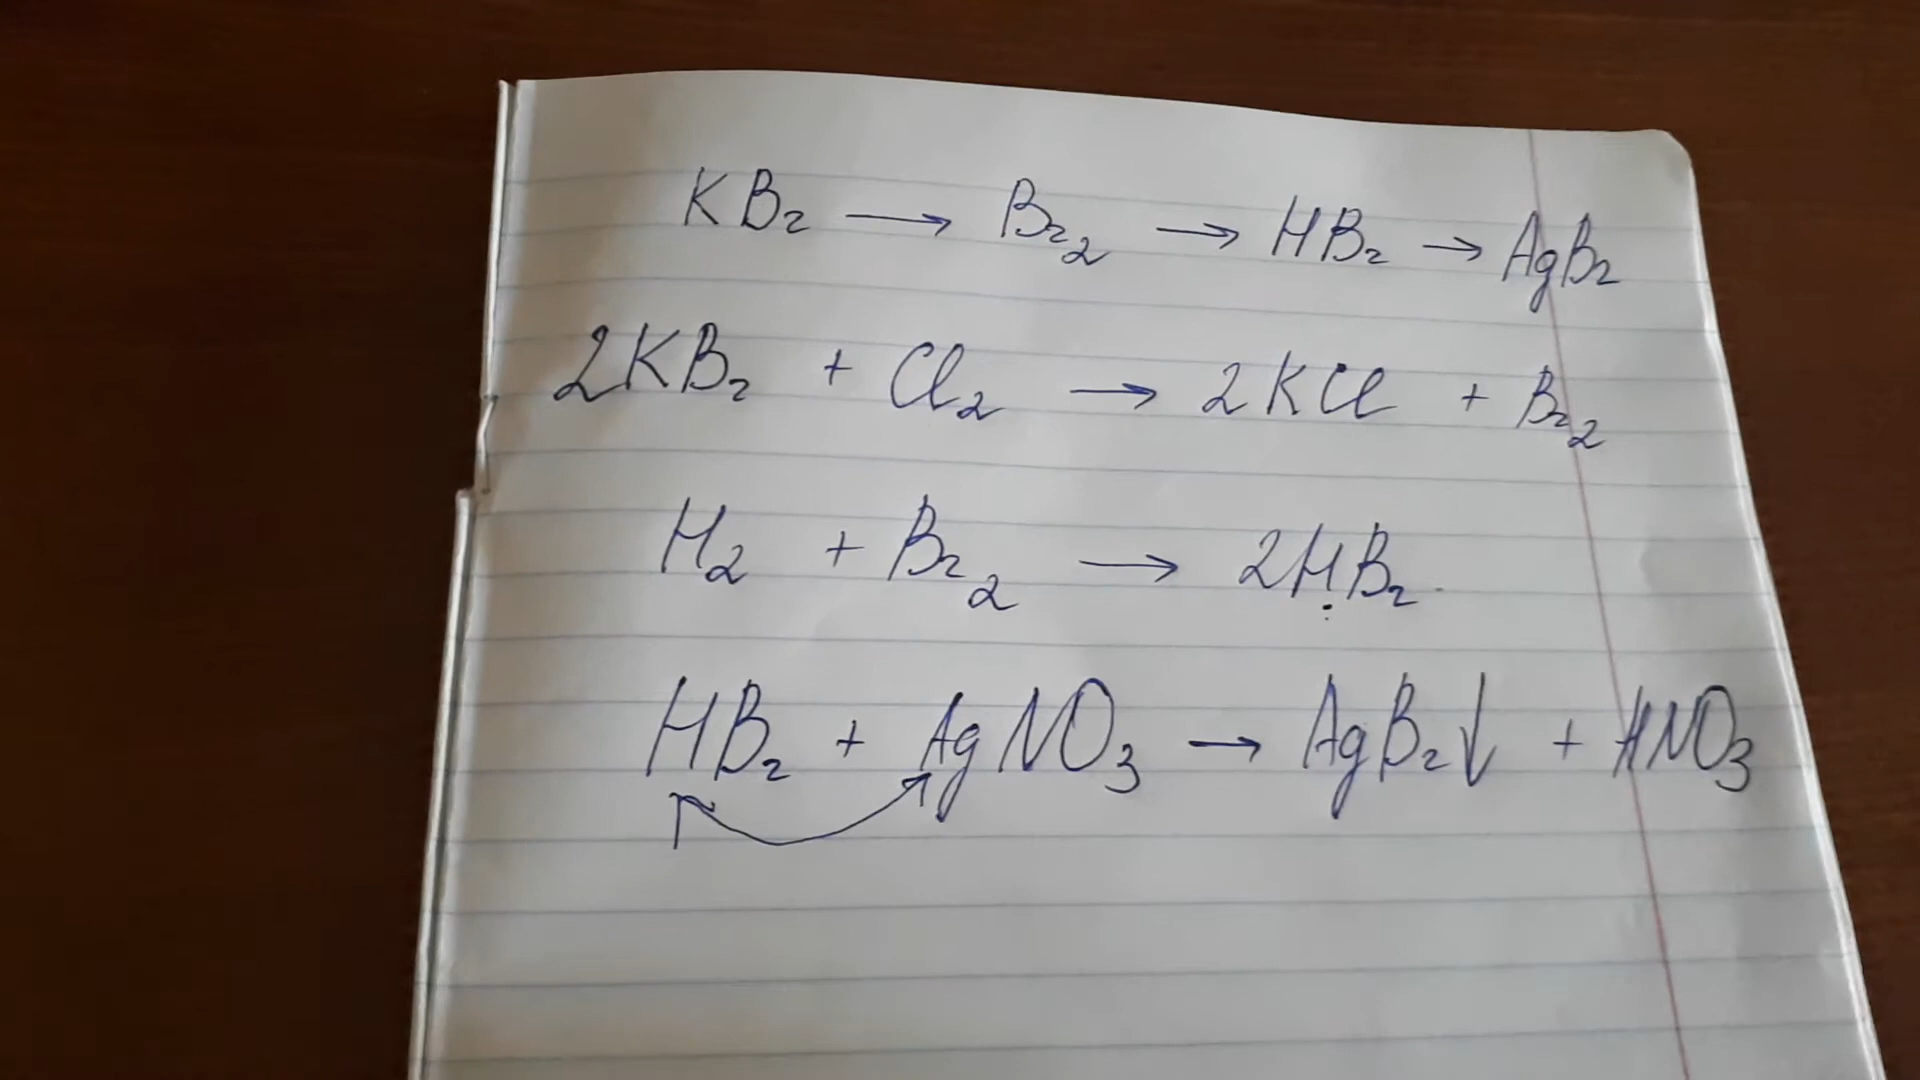 KBr → Br₂ → HBr → AgBr
2KBr + Cl₂ → 2KCl + Br₂
H₂ + Br₂ → 2HBr
HBr + AgNO₃ → AgBr↓ + HNO₃